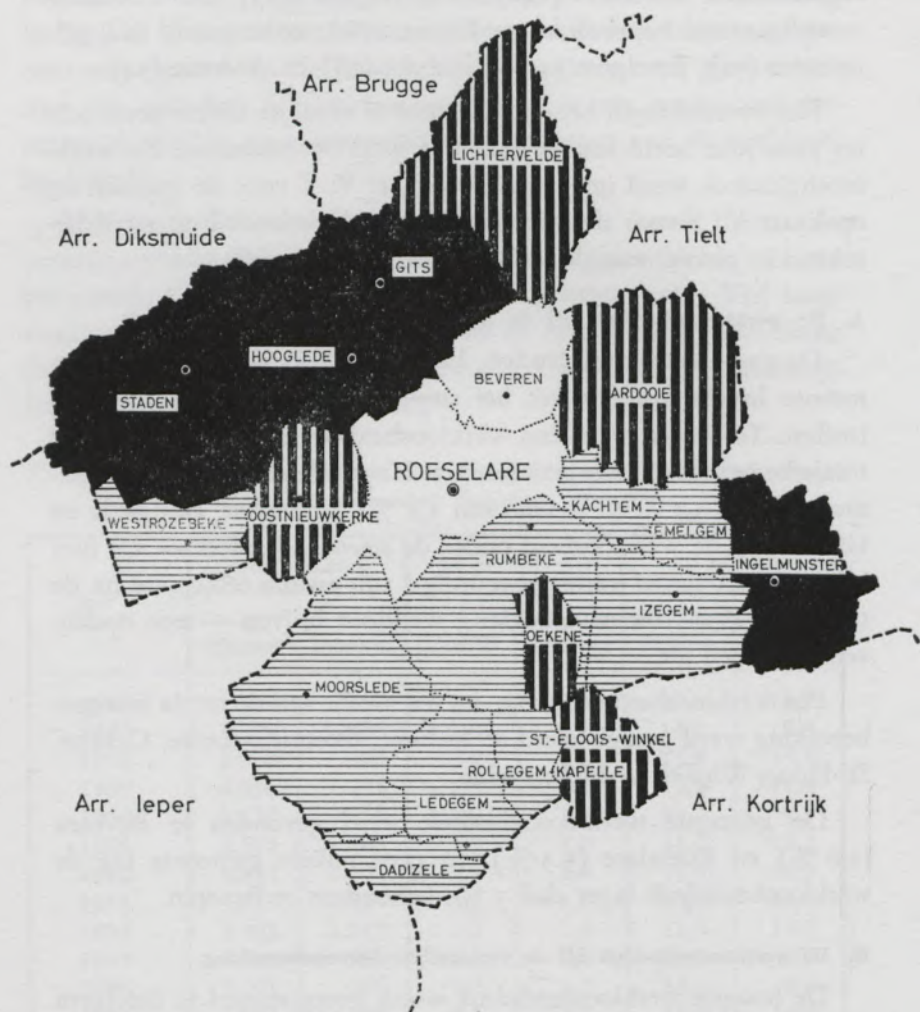 Arr. Brugge
LICHTERVELDE
Arr. Diksmuide
Arr. Tielt
GITS
HOOGLEDE
STADEN
BEVEREN
ARDOOIE
ROESELARE
WESTROZEBEKE
OOSTNIEUWKERKE
KACHTEM
EMELGEM
RUMBEKE
INGELMUNSTER
IZEGEM
OEKENE
MOORSLEDE
ST.-ELOOIS-WINKEL
ROLLEGEM-KAPELLE
LEDEGEM
Arr. Ieper
Arr. Kortrijk
DADIZELE